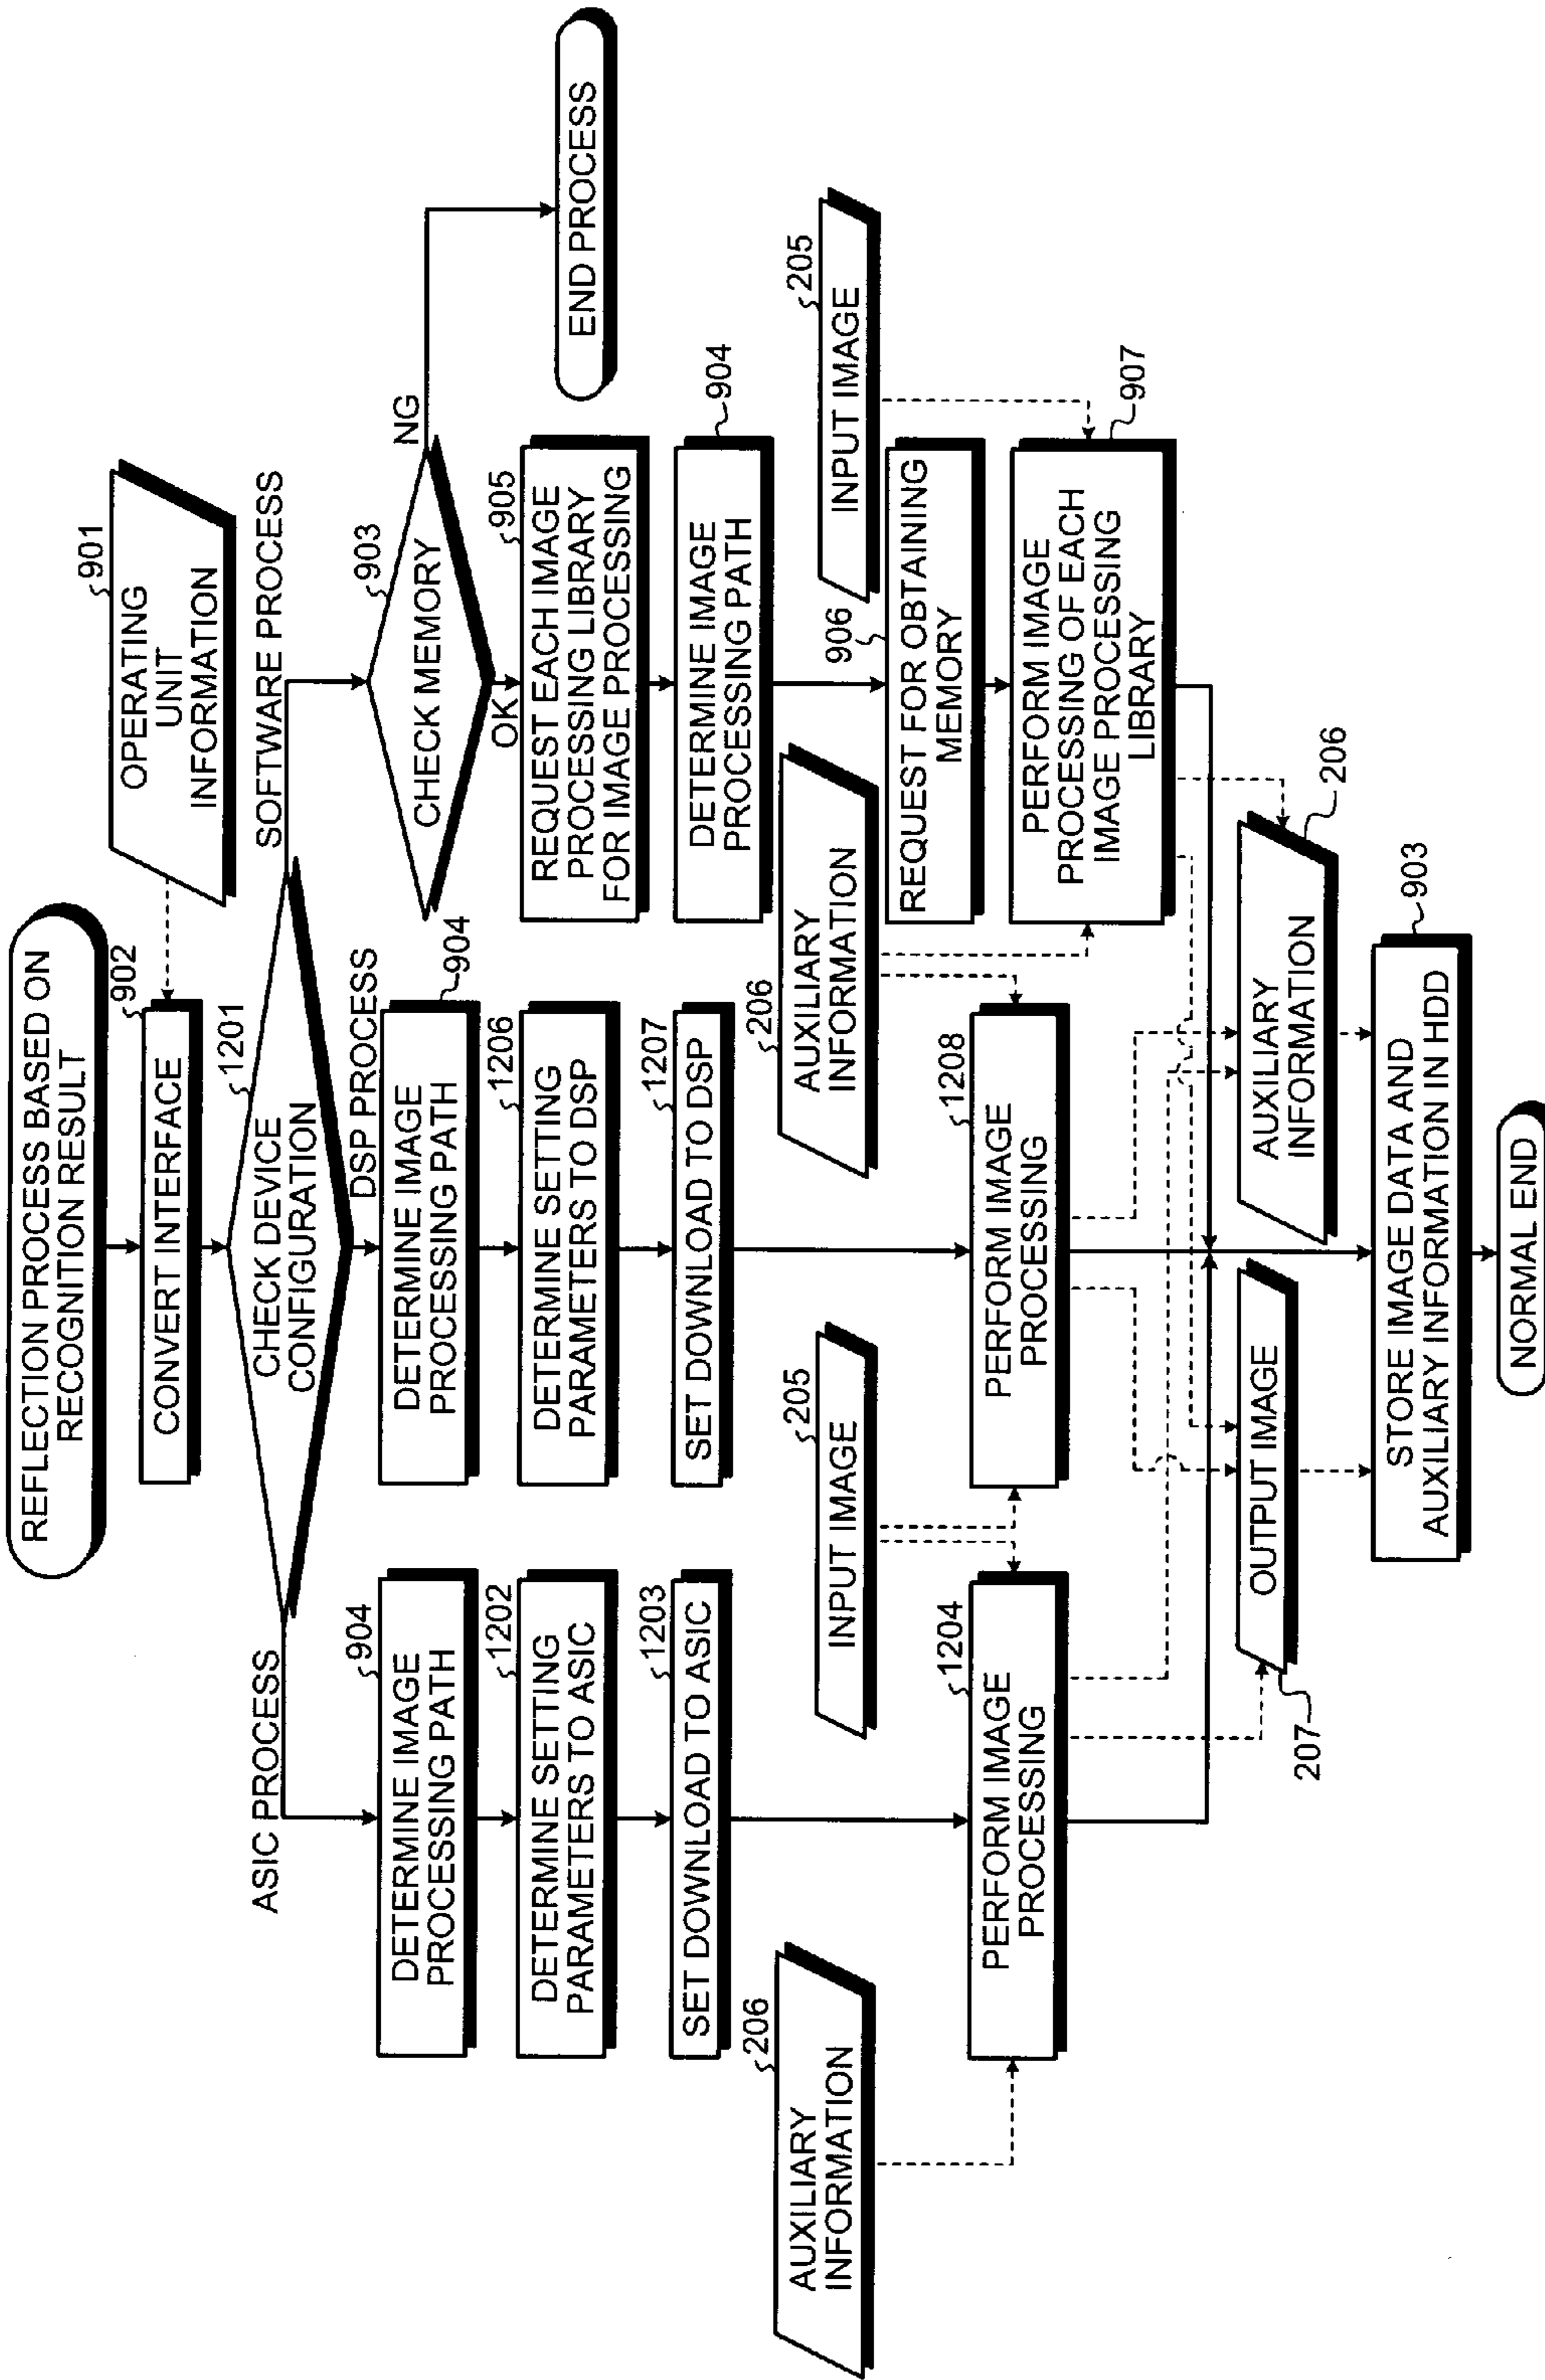 REFLECTION PROCESS BASED ON
RECOGNITION RESULT
902
CONVERT INTERFACE
901
OPERATING
UNIT
INFORMATION
1201
CHECK DEVICE
CONFIGURATION
ASIC PROCESS
DSP PROCESS
SOFTWARE PROCESS
904
DETERMINE IMAGE
PROCESSING PATH
1202
DETERMINE SETTING
PARAMETERS TO ASIC
1203
SET DOWNLOAD TO ASIC
206
AUXILIARY
INFORMATION
205
INPUT IMAGE
1204
PERFORM IMAGE
PROCESSING
904
DETERMINE IMAGE
PROCESSING PATH
1206
DETERMINE SETTING
PARAMETERS TO DSP
1207
SET DOWNLOAD TO DSP
206
AUXILIARY
INFORMATION
1208
PERFORM IMAGE
PROCESSING
903
CHECK MEMORY
NG
END PROCESS
OK
905
REQUEST EACH IMAGE
PROCESSING LIBRARY
FOR IMAGE PROCESSING
904
DETERMINE IMAGE
PROCESSING PATH
205
INPUT IMAGE
906
REQUEST FOR OBTAINING
MEMORY
907
PERFORM IMAGE
PROCESSING OF EACH
IMAGE PROCESSING
LIBRARY
207
OUTPUT IMAGE
206
AUXILIARY
INFORMATION
903
STORE IMAGE DATA AND
AUXILIARY INFORMATION IN HDD
NORMAL END